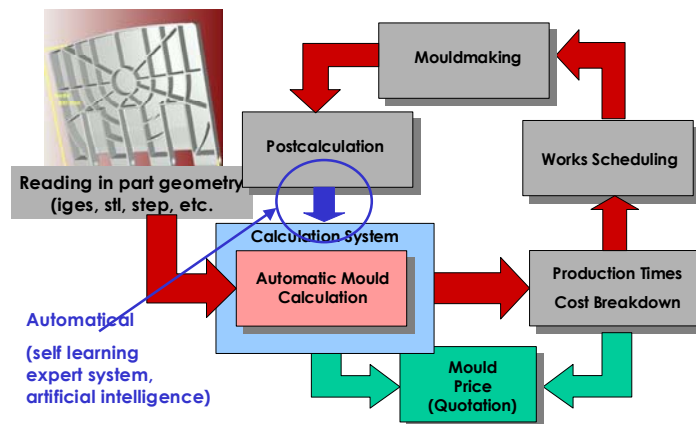 Mouldmaking
Postcalculation
Works Scheduling
Reading in part geometry
(iges, stl, step, etc.
Calculation System
Automatic Mould
Calculation
Production Times
Cost Breakdown
Automatical
(self learning
expert system,
artificial intelligence)
Mould
Price
(Quotation)